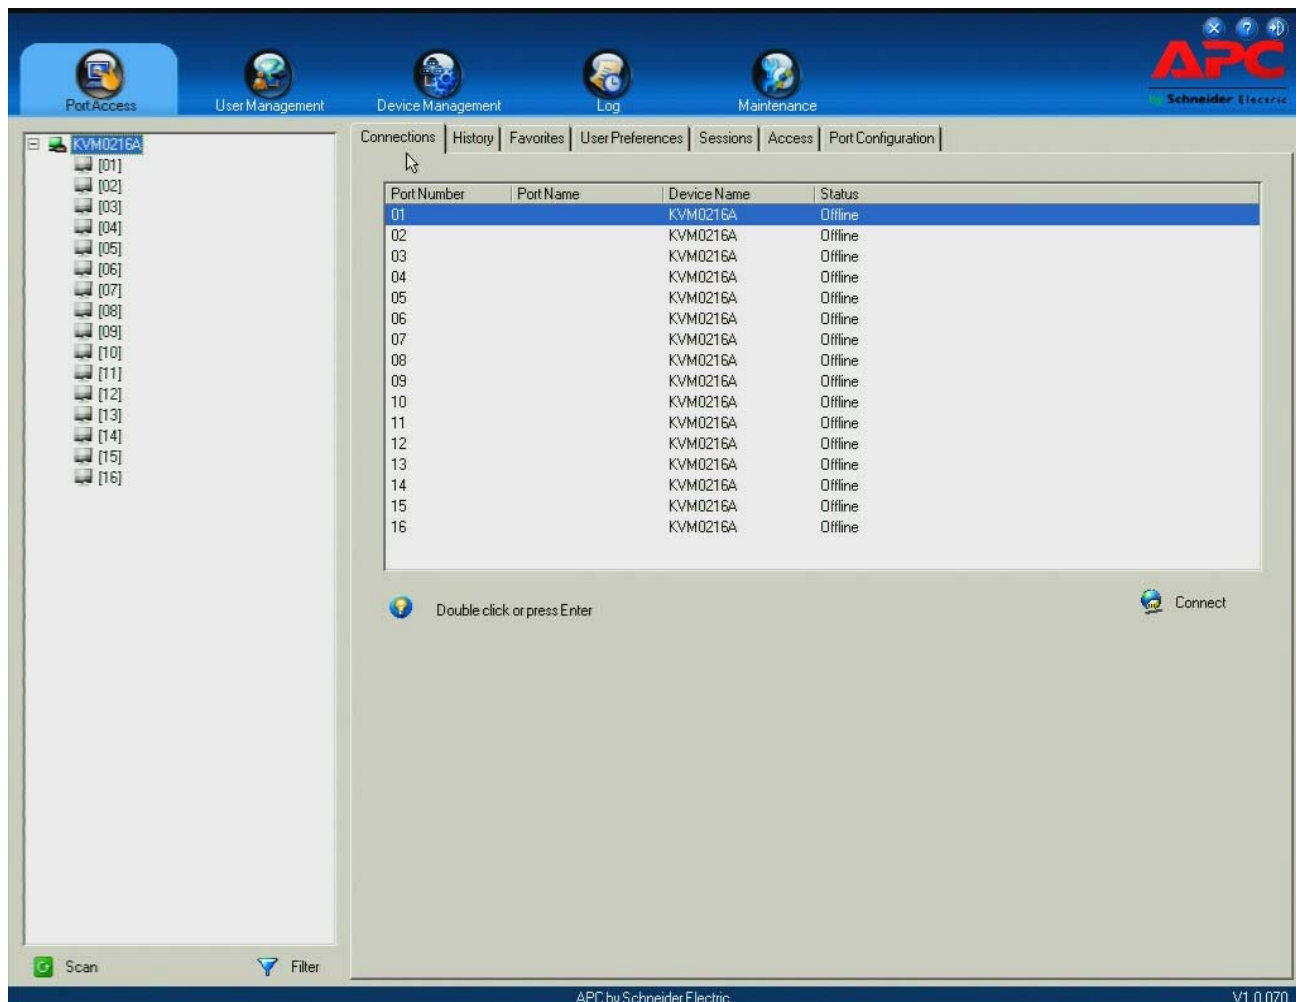 APC
by Schneider Electric
Port Access User Management Device Management Log Maintenance
Connections History Favorites User Preferences Sessions Access Port Configuration
KVM0216A
[01]
[02]
[03]
[04]
[05]
[06]
[07]
[08]
[09]
[10]
[11]
[12]
[13]
[14]
[15]
[16]
Port Number Port Name Device Name Status
01 KVM0216A Offline
02 KVM0216A Offline
03 KVM0216A Offline
04 KVM0216A Offline
05 KVM0216A Offline
06 KVM0216A Offline
07 KVM0216A Offline
08 KVM0216A Offline
09 KVM0216A Offline
10 KVM0216A Offline
11 KVM0216A Offline
12 KVM0216A Offline
13 KVM0216A Offline
14 KVM0216A Offline
15 KVM0216A Offline
16 KVM0216A Offline
Double click or press Enter
Connect
Scan Filter
APC by Schneider Electric V1.0.070